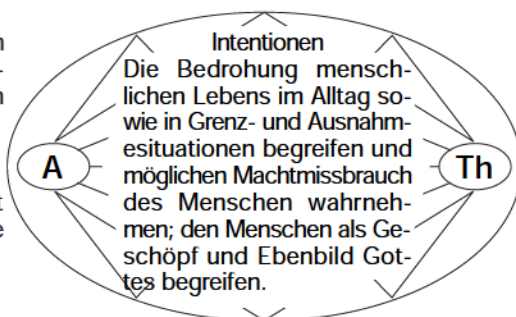 Intentionen
Die Bedrohung mensch-
lichen Lebens im Alltag so-
wie in Grenz- und Ausnahm-
esituationen begreifen und
möglichen Machtmissbrauch
des Menschen wahrneh-
men; den Menschen als Ge-
schöpf und Ebenbild Got-
tes begreifen.
A
Th